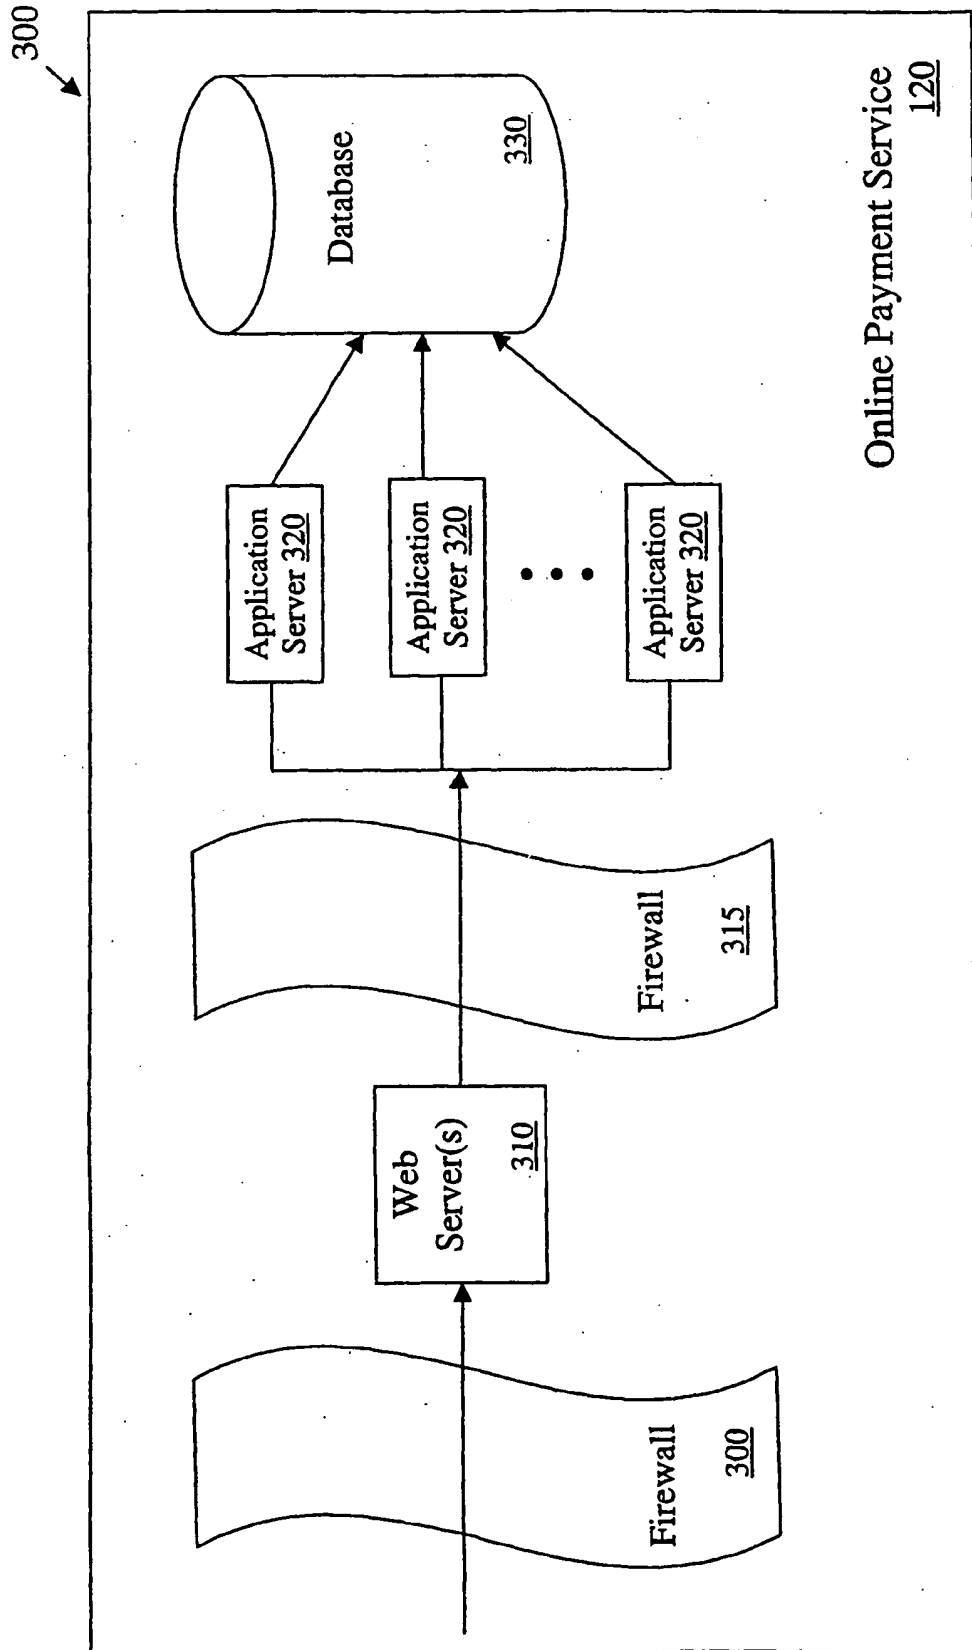 300
Firewall
300
Web
Server(s)
310
Firewall
315
Application
Server 320
Application
Server 320
Application
Server 320
Database
330
Online Payment Service
120